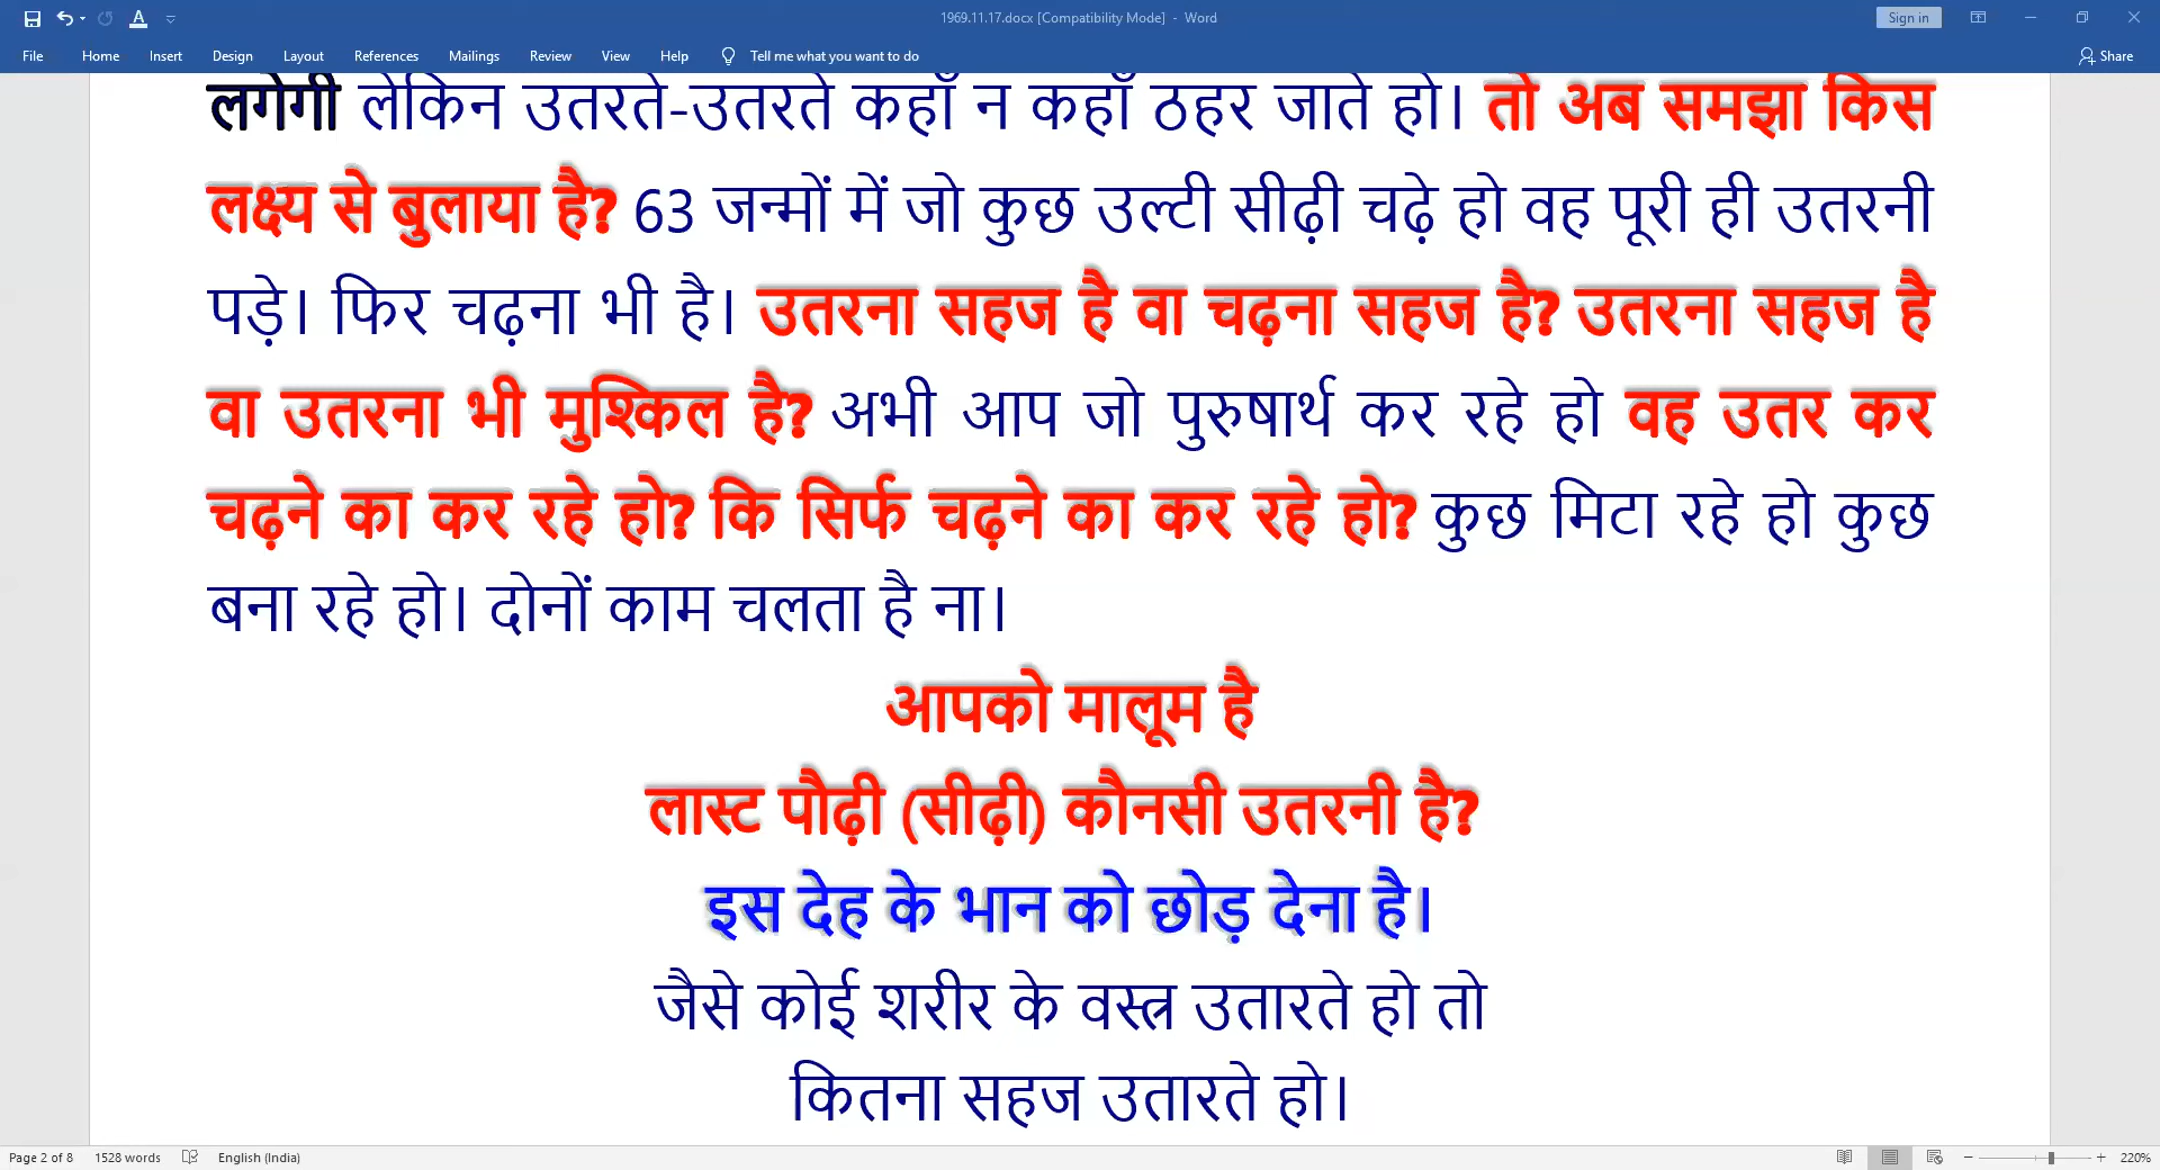 1969.11.17.docx [Compatibility Mode] - Word
Sign in
File Home Insert Design Layout References Mailings Review View Help Tell me what you want to do Share
लगेगी लेकिन उतरते-उतरते कहाँ न कहाँ ठहर जाते हो। तो अब समझा किस
लक्ष्य से बुलाया है? 63 जन्मों में जो कुछ उल्टी सीढ़ी चढ़े हो वह पूरी ही उतरनी
पड़े। फिर चढ़ना भी है। उतरना सहज है वा चढ़ना सहज है? उतरना सहज है
वा उतरना भी मुश्किल है? अभी आप जो पुरुषार्थ कर रहे हो वह उतर कर
चढ़ने का कर रहे हो? कि सिर्फ चढ़ने का कर रहे हो? कुछ मिटा रहे हो कुछ
बना रहे हो। दोनों काम चलता है ना।
आपको मालूम है
लास्ट पौढ़ी (सीढ़ी) कौनसी उतरनी है?
इस देह के भान को छोड़ देना है।
जैसे कोई शरीर के वस्त्र उतारते हो तो
कितना सहज उतारते हो।
Page 2 of 8 1528 words English (India) 220%